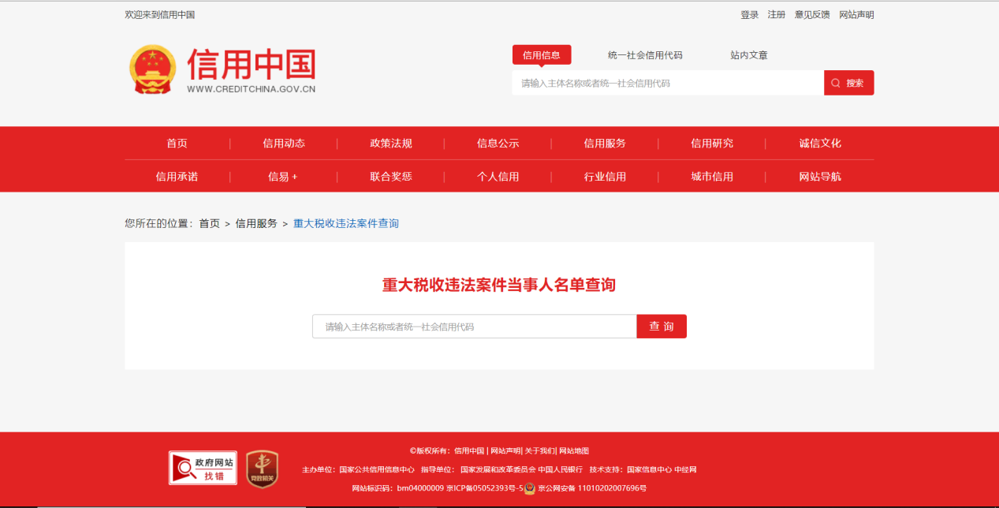 欢迎来到信用中国
登录 注册 意见反馈 网站声明
信用中国
WWW.CREDITCHINA.GOV.CN
信用信息 统一社会信用代码 站内文章
请输入主体名称或者统一社会信用代码 搜索
首页 | 信用动态 | 政策法规 | 信息公示 | 信用服务 | 信用研究 | 诚信文化
信用承诺 | 信易 + | 联合奖惩 | 个人信用 | 行业信用 | 城市信用 | 网站导航
您所在的位置：首页 > 信用服务 > 重大税收违法案件查询
重大税收违法案件当事人名单查询
请输入主体名称或者统一社会信用代码 查 询
政府网站
找错
党政机关
©版权所有：信用中国 | 网站声明| 关于我们| 网站地图
主办单位：国家公共信用信息中心 指导单位： 国家发展和改革委员会 中国人民银行 技术支持：国家信息中心 中经网
网站标识码：bm04000009 京ICP备05052393号-5 京公网安备 11010202007696号